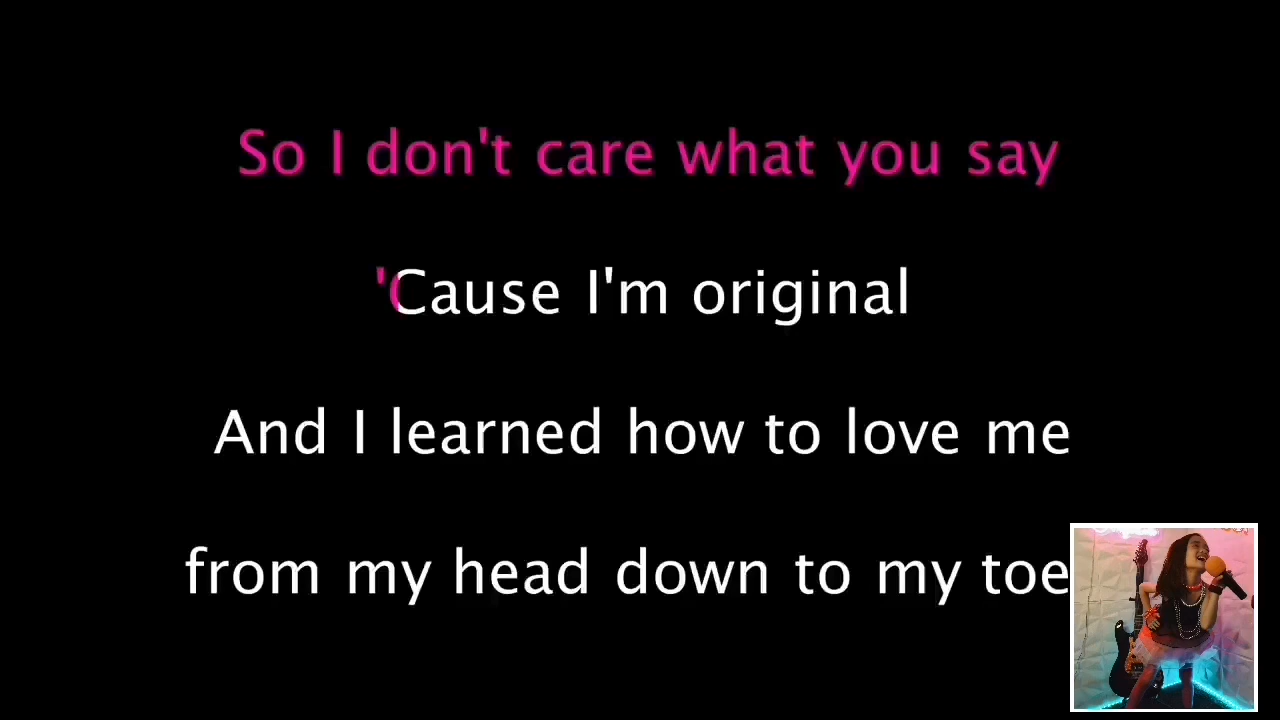 So I don't care what you say
'Cause I'm original
And I learned how to love me
from my head down to my toe